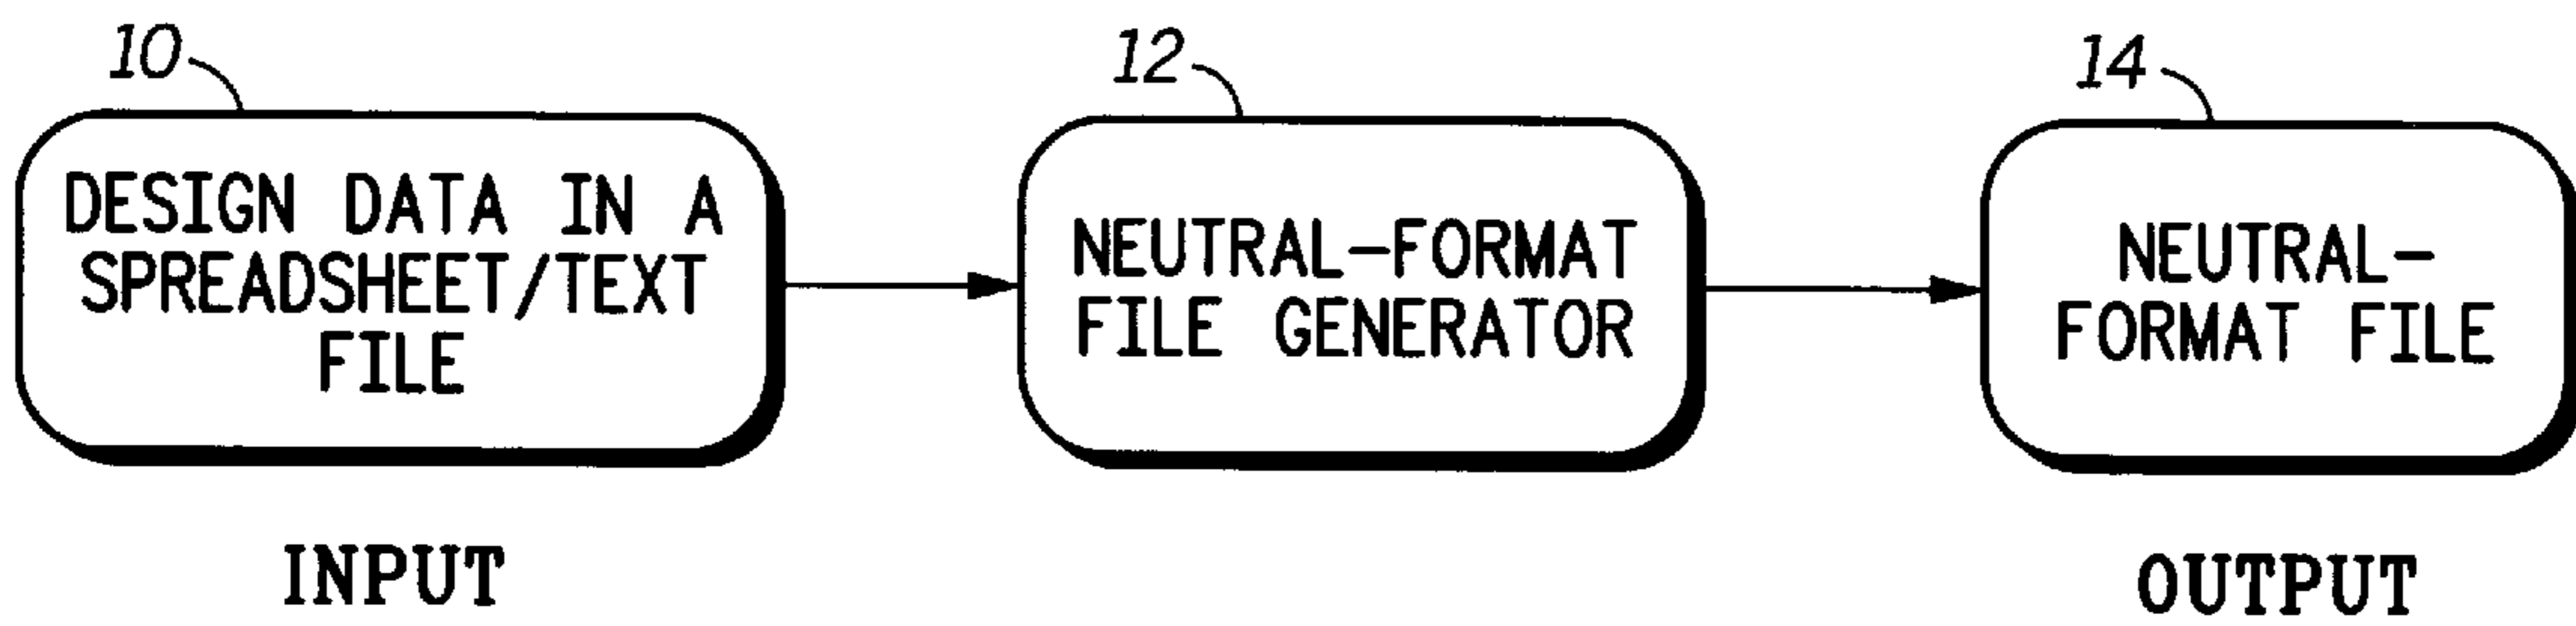 10
DESIGN DATA IN A
SPREADSHEET/TEXT
FILE
INPUT
12
NEUTRAL-FORMAT
FILE GENERATOR
14
NEUTRAL-
FORMAT FILE
OUTPUT